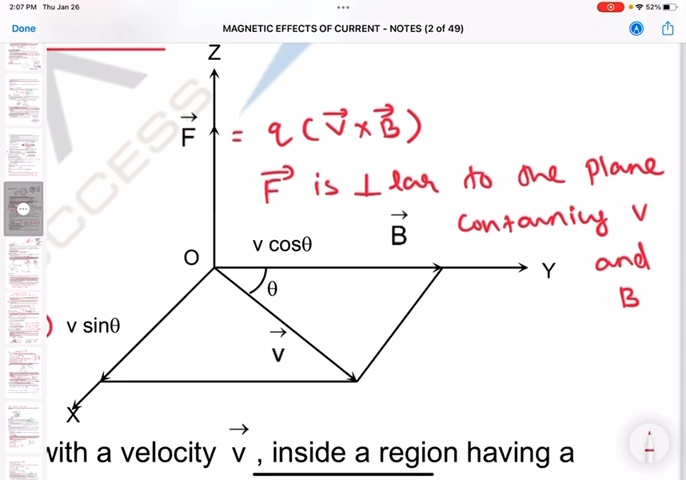 2:07 PM Thu Jan 26
52%
Done
MAGNETIC EFFECTS OF CURRENT - NOTES (2 of 49)
Z
F⃗ = q (v⃗ × B⃗)
F⃗ is ⊥ lar to the plane
containing v
and
B
B⃗
v cosθ
O
Y
θ
) v sinθ
v⃗
X
SUCCESS
with a velocity v⃗ , inside a region having a